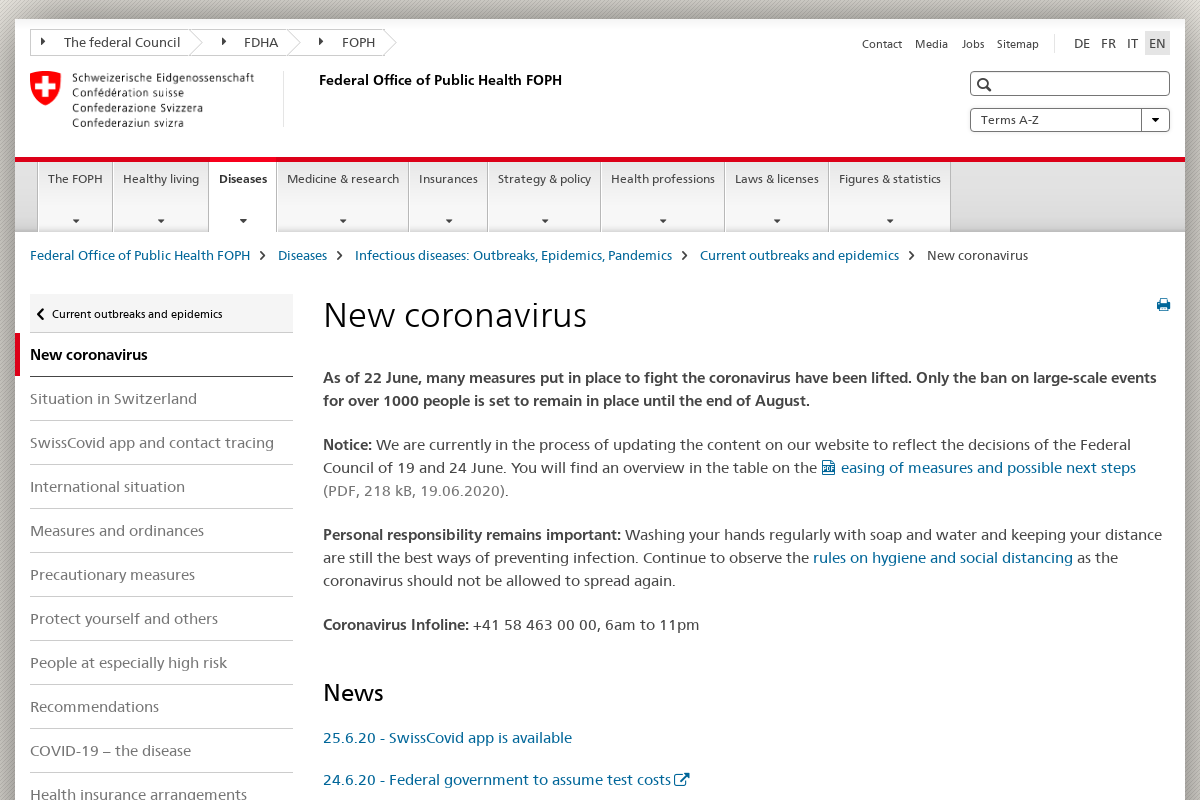 The federal Council
FDHA
FOPH
Contact
Media
Jobs
Sitemap
DE
FR
IT
EN
Schweizerische Eidgenossenschaft
Confédération suisse
Confederazione Svizzera
Confederaziun svizra
Federal Office of Public Health FOPH
Terms A-Z
The FOPH
Healthy living
Diseases
Medicine & research
Insurances
Strategy & policy
Health professions
Laws & licenses
Figures & statistics
Federal Office of Public Health FOPH
Diseases
Infectious diseases: Outbreaks, Epidemics, Pandemics
Current outbreaks and epidemics
New coronavirus
Current outbreaks and epidemics
New coronavirus
Situation in Switzerland
SwissCovid app and contact tracing
International situation
Measures and ordinances
Precautionary measures
Protect yourself and others
People at especially high risk
Recommendations
COVID-19 – the disease
Health insurance arrangements
New coronavirus
As of 22 June, many measures put in place to fight the coronavirus have been lifted. Only the ban on large-scale events
for over 1000 people is set to remain in place until the end of August.
Notice: We are currently in the process of updating the content on our website to reflect the decisions of the Federal
Council of 19 and 24 June. You will find an overview in the table on the easing of measures and possible next steps
(PDF, 218 kB, 19.06.2020).
Personal responsibility remains important: Washing your hands regularly with soap and water and keeping your distance
are still the best ways of preventing infection. Continue to observe the rules on hygiene and social distancing as the
coronavirus should not be allowed to spread again.
Coronavirus Infoline: +41 58 463 00 00, 6am to 11pm
News
25.6.20 - SwissCovid app is available
24.6.20 - Federal government to assume test costs